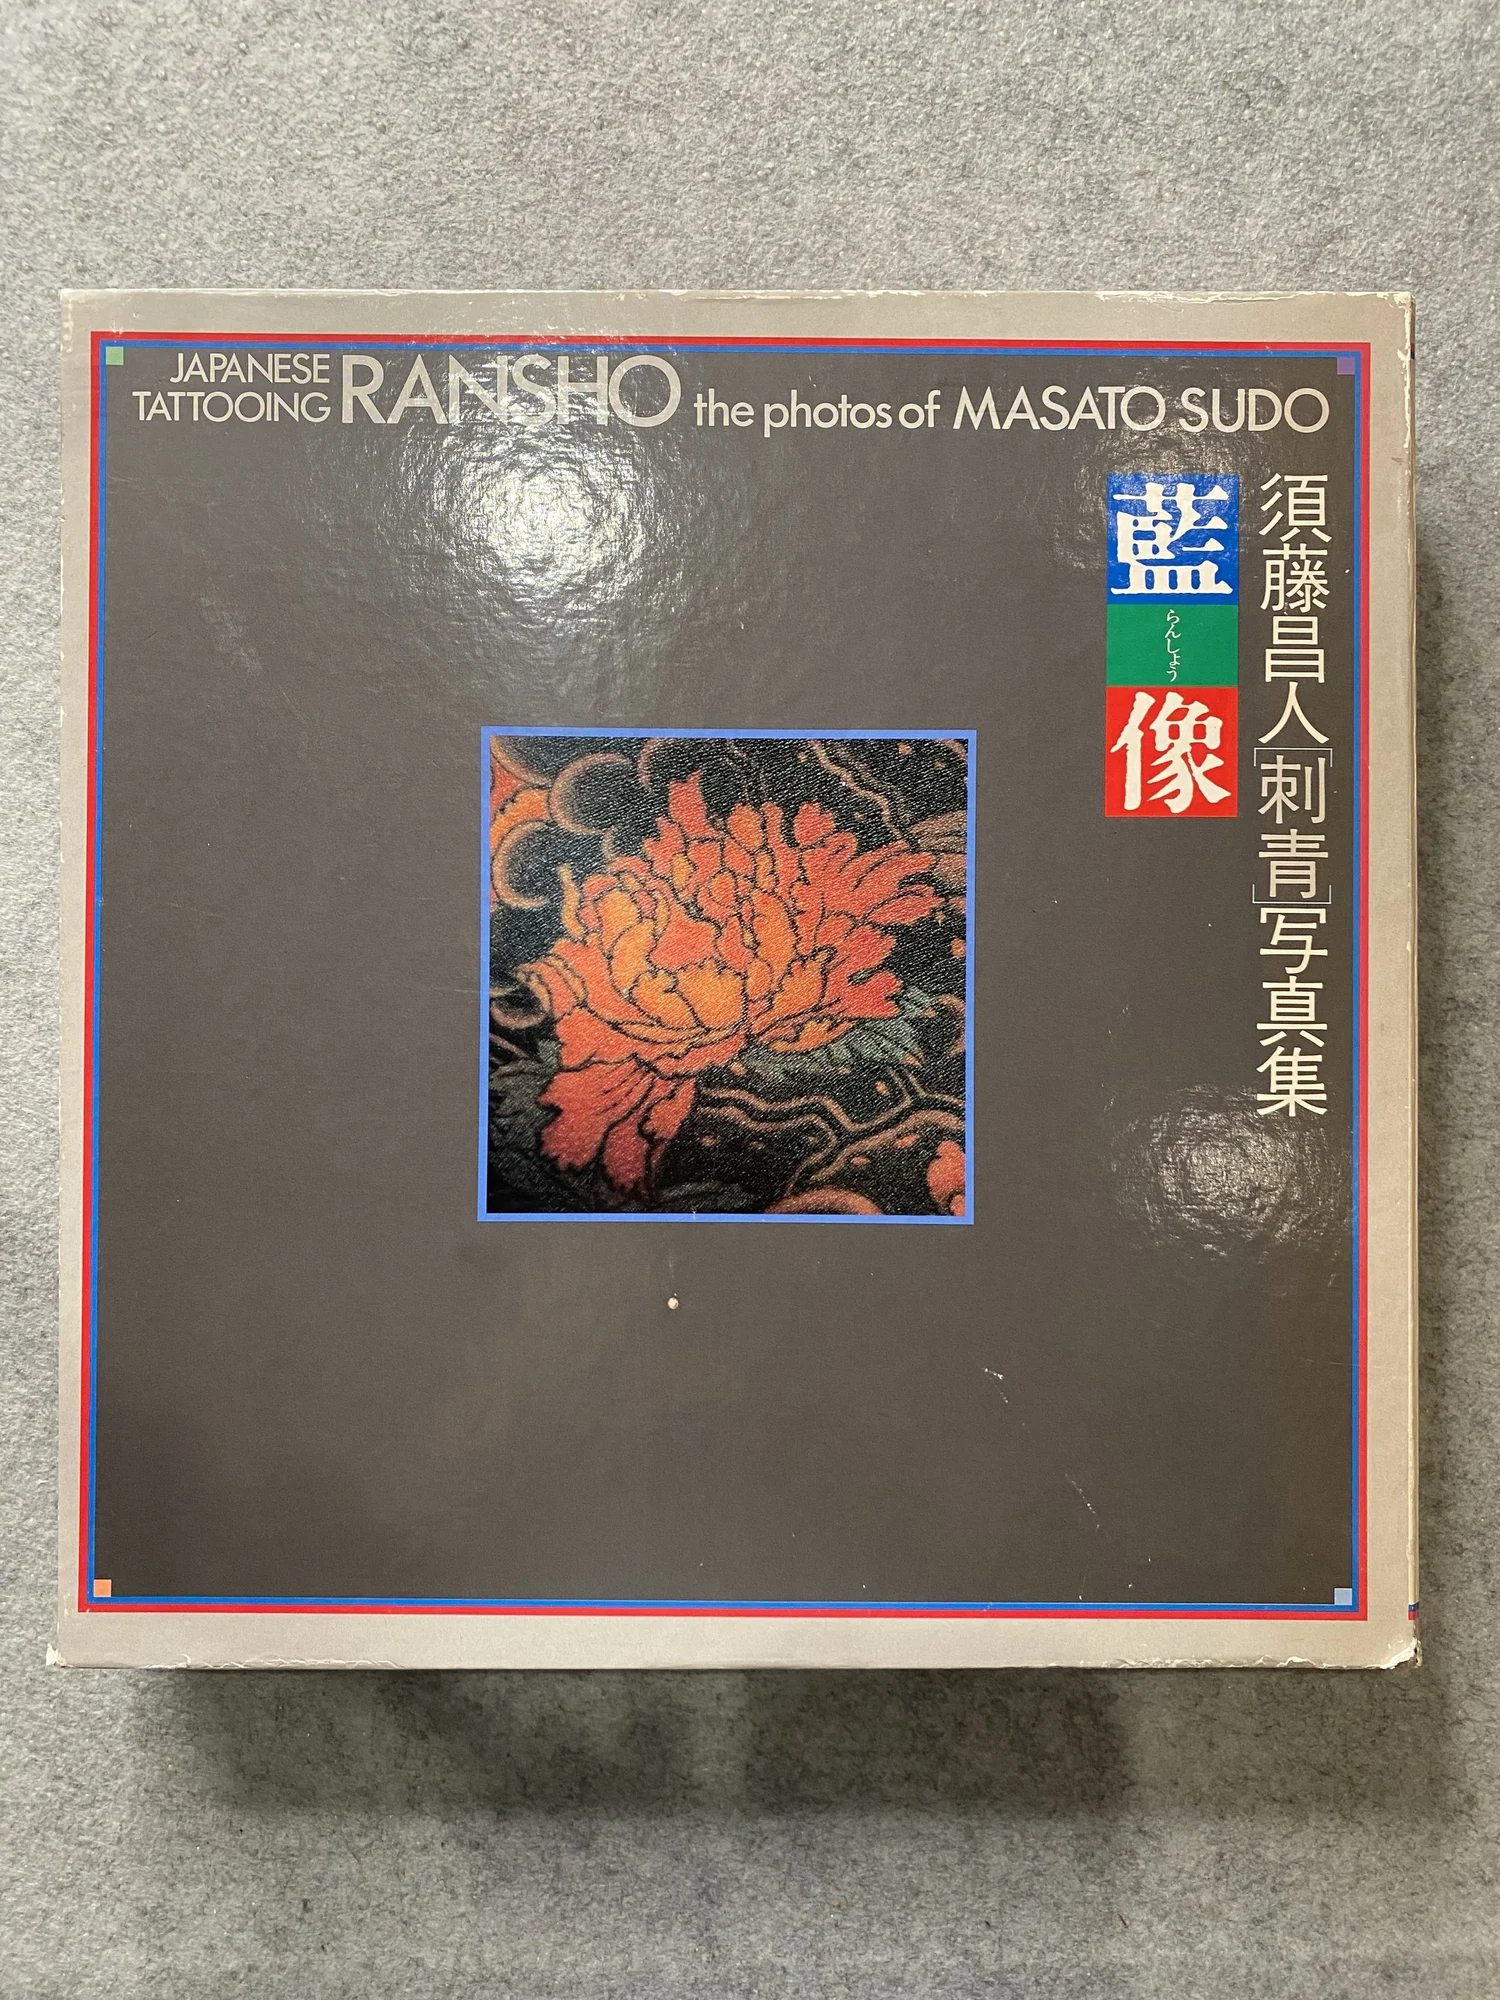 JAPANESE
TATTOOING
RANSHO the photos of MASATO SUDO
須藤昌人[刺青]写真集
藍
らんしょう
像